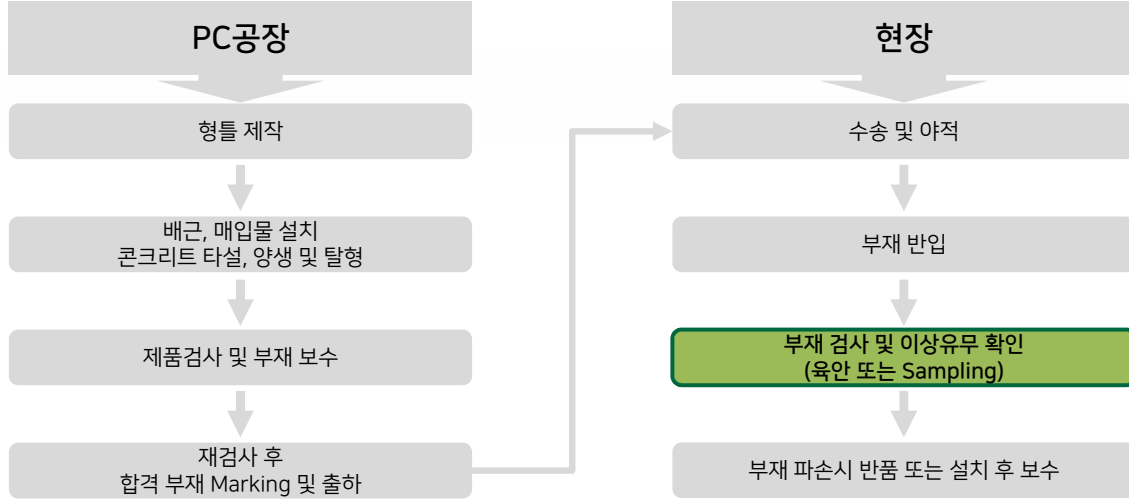 PC공장
형틀 제작
배근, 매입물 설치
콘크리트 타설, 양생 및 탈형
제품검사 및 부재 보수
재검사 후
합격 부재 Marking 및 출하
현장
수송 및 야적
부재 반입
부재 검사 및 이상유무 확인
(육안 또는 Sampling)
부재 파손시 반품 또는 설치 후 보수